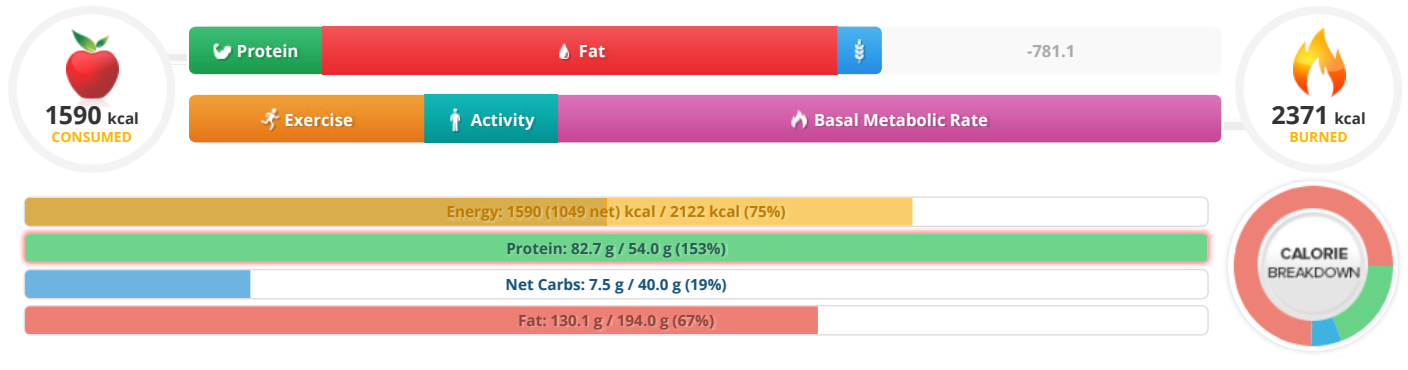 Protein
Fat
-781.1
1590 kcal
CONSUMED
Exercise
Activity
Basal Metabolic Rate
2371 kcal
BURNED
Energy: 1590 (1049 net) kcal / 2122 kcal (75%)
Protein: 82.7 g / 54.0 g (153%)
Net Carbs: 7.5 g / 40.0 g (19%)
Fat: 130.1 g / 194.0 g (67%)
CALORIE
BREAKDOWN